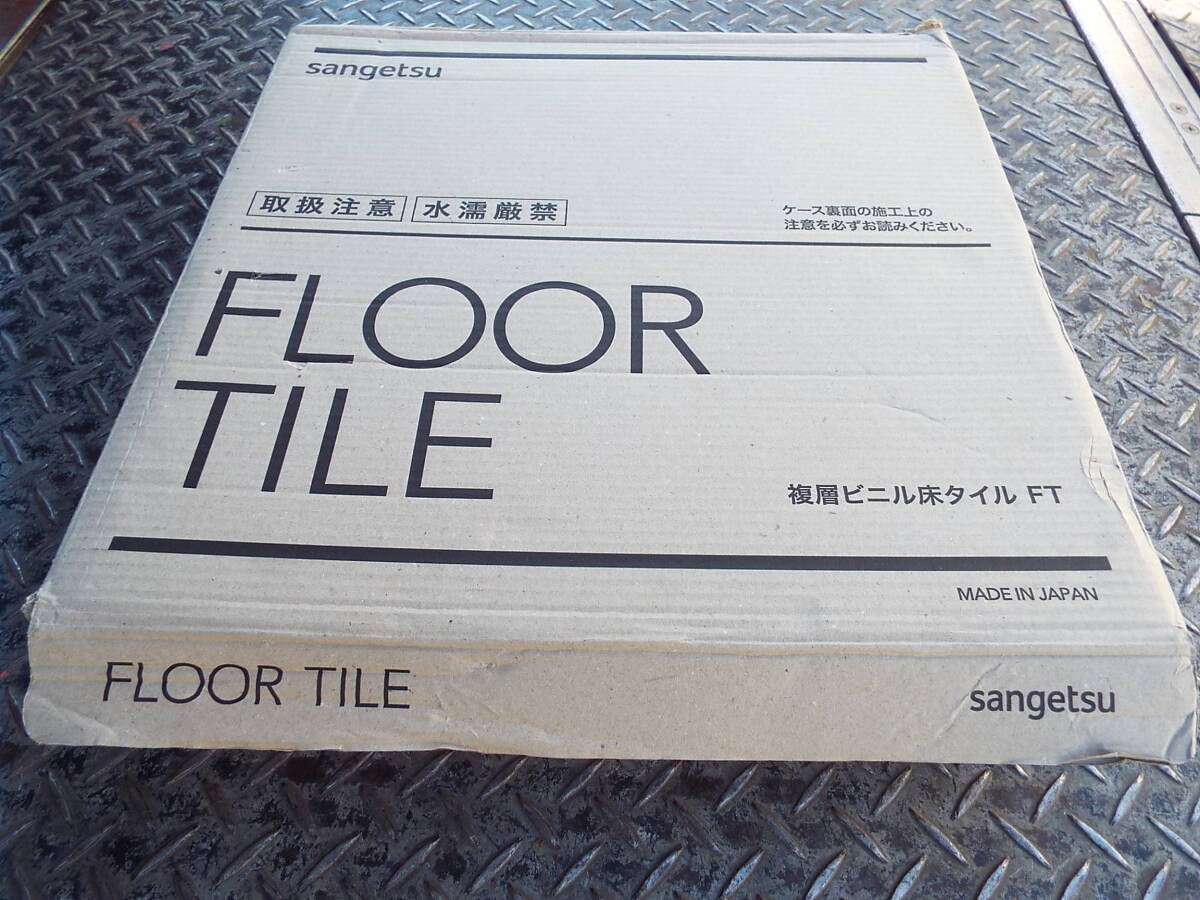 sangetsu
取扱注意 水濡厳禁
ケース裏面の施工上の
注意を必ずお読みください。
FLOOR
TILE
複層ビニル床タイル FT
MADE IN JAPAN
FLOOR TILE sangetsu